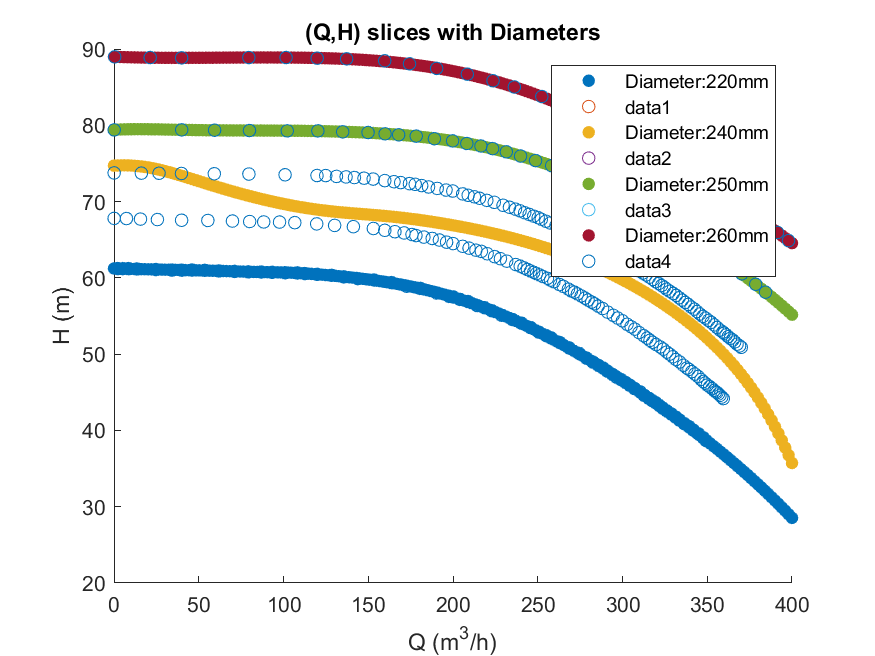 (Q,H) slices with Diameters
90
80
70
60
50
40
30
20
H (m)
0 50 100 150 200 250 300 350 400
Q (m³/h)
Diameter:220mm
data1
Diameter:240mm
data2
Diameter:250mm
data3
Diameter:260mm
data4